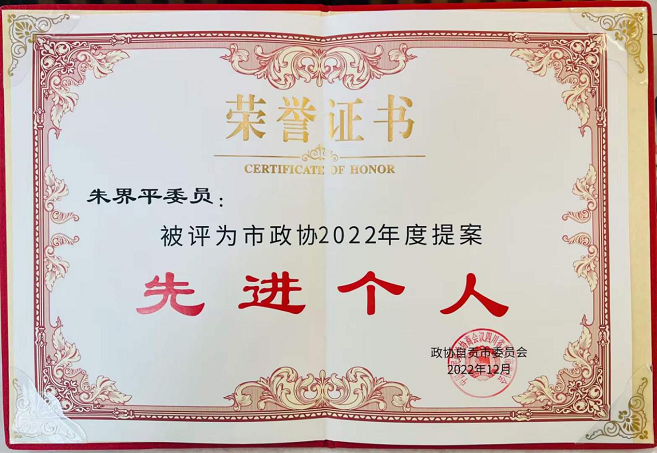 荣誉证书
CERTIFICATE OF HONOR
朱界平委员：
被评为市政协2022年度提案
先进个人
政协自贡市委员会
2022年12月